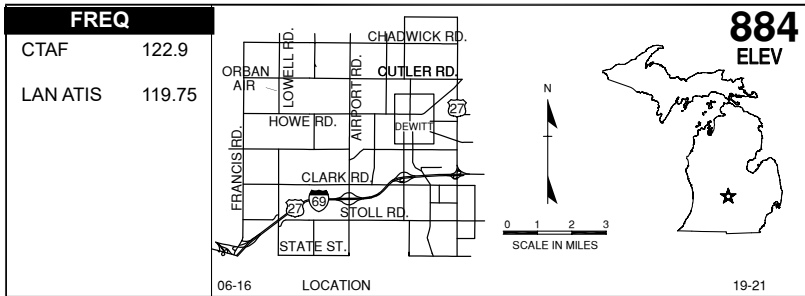 FREQ
CTAF 122.9
LAN ATIS 119.75
884
ELEV
CHADWICK RD.
LOWELL RD.
AIRPORT RD.
ORBAN
AIR
CUTLER RD.
27
HOWE RD.
DEWITT
FRANCIS RD.
CLARK RD.
69
27
STOLL RD.
STATE ST.
N
0 1 2 3
SCALE IN MILES
06-16 LOCATION 19-21